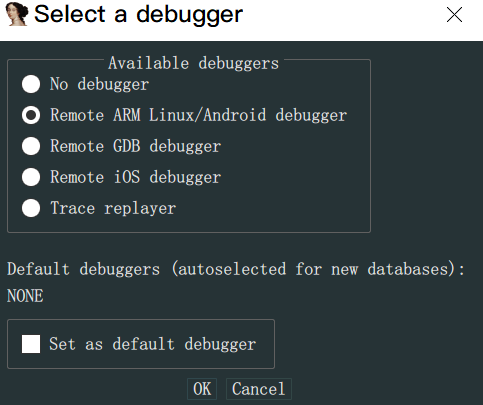 Select a debugger
Available debuggers
No debugger
Remote ARM Linux/Android debugger
Remote GDB debugger
Remote iOS debugger
Trace replayer
Default debuggers (autoselected for new databases):
NONE
Set as default debugger
OK Cancel